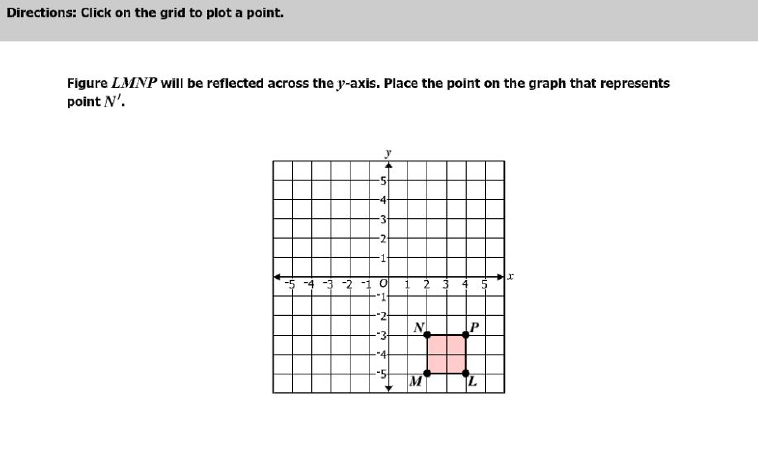 Directions: Click on the grid to plot a point.
Figure LMNP will be reflected across the y-axis. Place the point on the graph that represents
point N′.
y
5
4
3
2
1
x
-5 -4 -3 -2 -1 O 1 2 3 4 5
-1
-2
N P
-3
-4
-5
M L